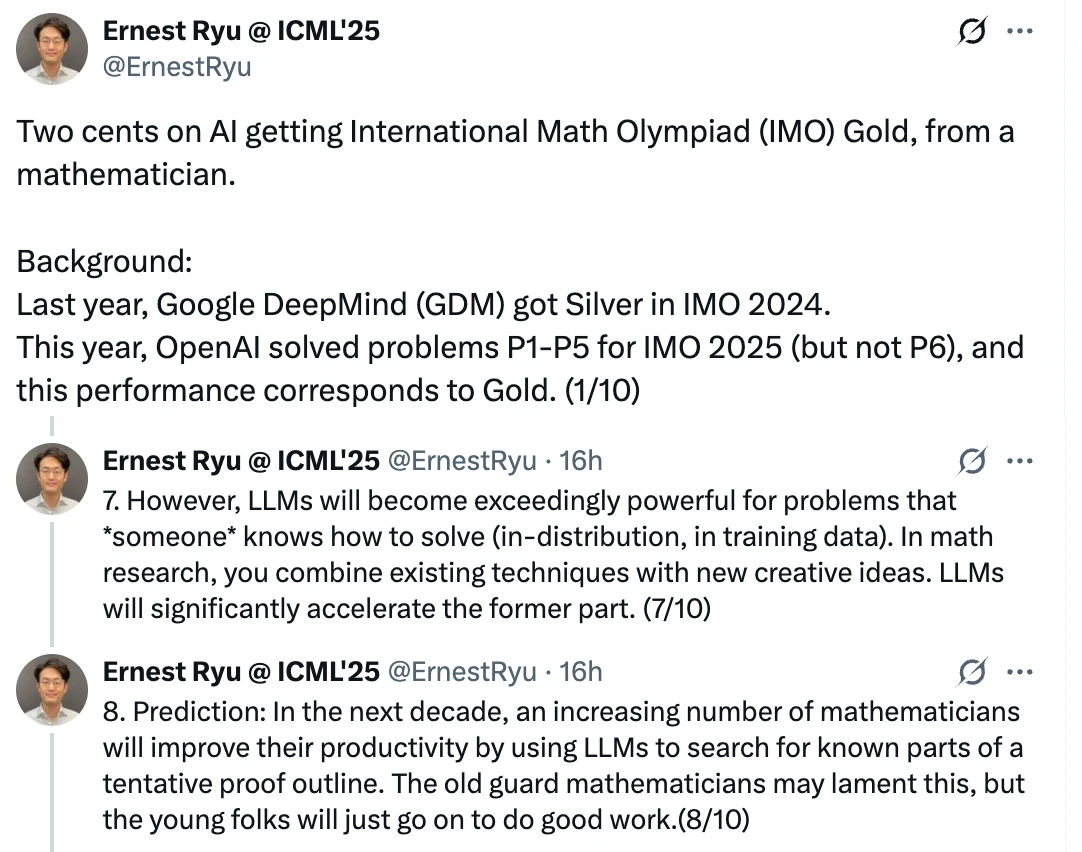 Ernest Ryu @ ICML'25
@ErnestRyu
Two cents on AI getting International Math Olympiad (IMO) Gold, from a
mathematician.
Background:
Last year, Google DeepMind (GDM) got Silver in IMO 2024.
This year, OpenAI solved problems P1-P5 for IMO 2025 (but not P6), and
this performance corresponds to Gold. (1/10)
Ernest Ryu @ ICML'25 @ErnestRyu · 16h
7. However, LLMs will become exceedingly powerful for problems that
*someone* knows how to solve (in-distribution, in training data). In math
research, you combine existing techniques with new creative ideas. LLMs
will significantly accelerate the former part. (7/10)
Ernest Ryu @ ICML'25 @ErnestRyu · 16h
8. Prediction: In the next decade, an increasing number of mathematicians
will improve their productivity by using LLMs to search for known parts of a
tentative proof outline. The old guard mathematicians may lament this, but
the young folks will just go on to do good work.(8/10)